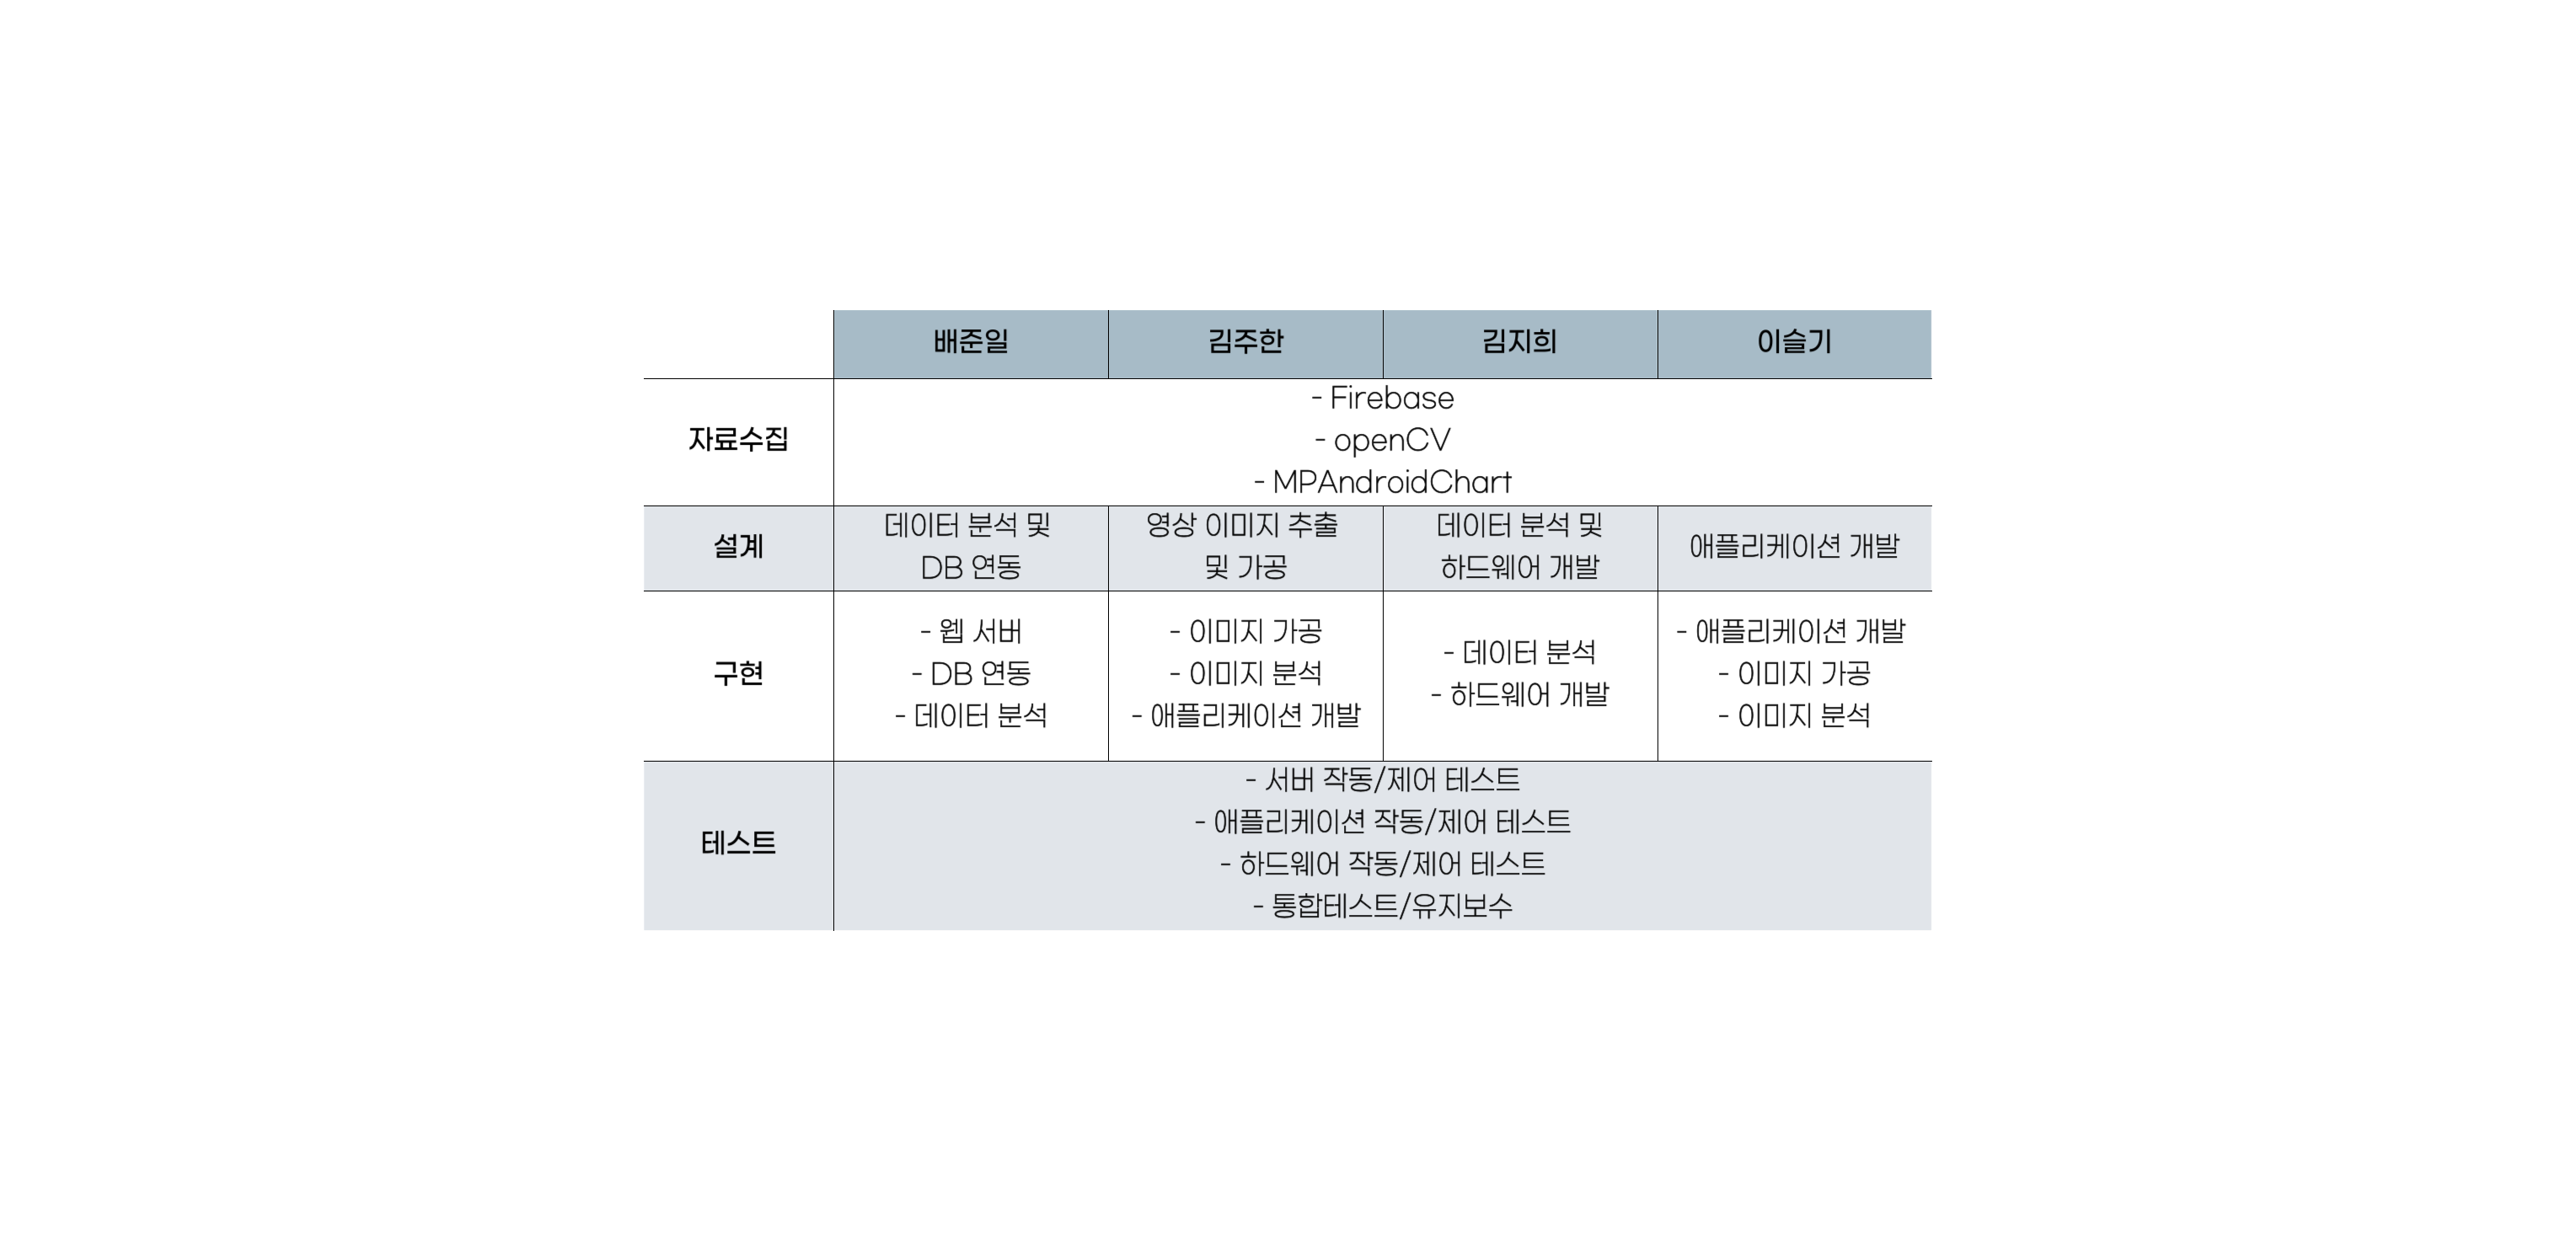 배준일 김주한 김지희 이슬기
자료수집
- Firebase
- openCV
- MPAndroidChart
설계
데이터 분석 및
DB 연동
영상 이미지 추출
및 가공
데이터 분석 및
하드웨어 개발
애플리케이션 개발
구현
- 웹 서버
- DB 연동
- 데이터 분석
- 이미지 가공
- 이미지 분석
- 애플리케이션 개발
- 데이터 분석
- 하드웨어 개발
- 애플리케이션 개발
- 이미지 가공
- 이미지 분석
테스트
- 서버 작동/제어 테스트
- 애플리케이션 작동/제어 테스트
- 하드웨어 작동/제어 테스트
- 통합테스트/유지보수